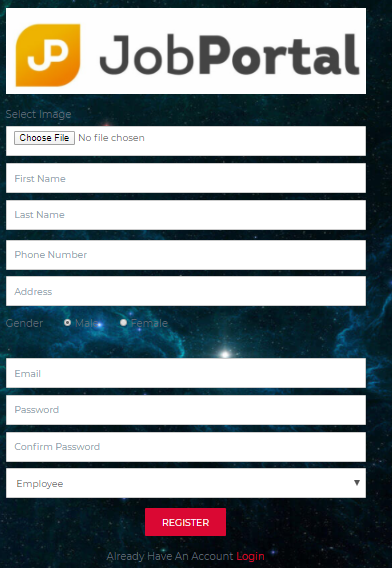 JP JobPortal
Select Image
Choose File No file chosen
First Name
Last Name
Phone Number
Address
Gender Male Female
Email
Password
Confirm Password
Employee
REGISTER
Already Have An Account Login